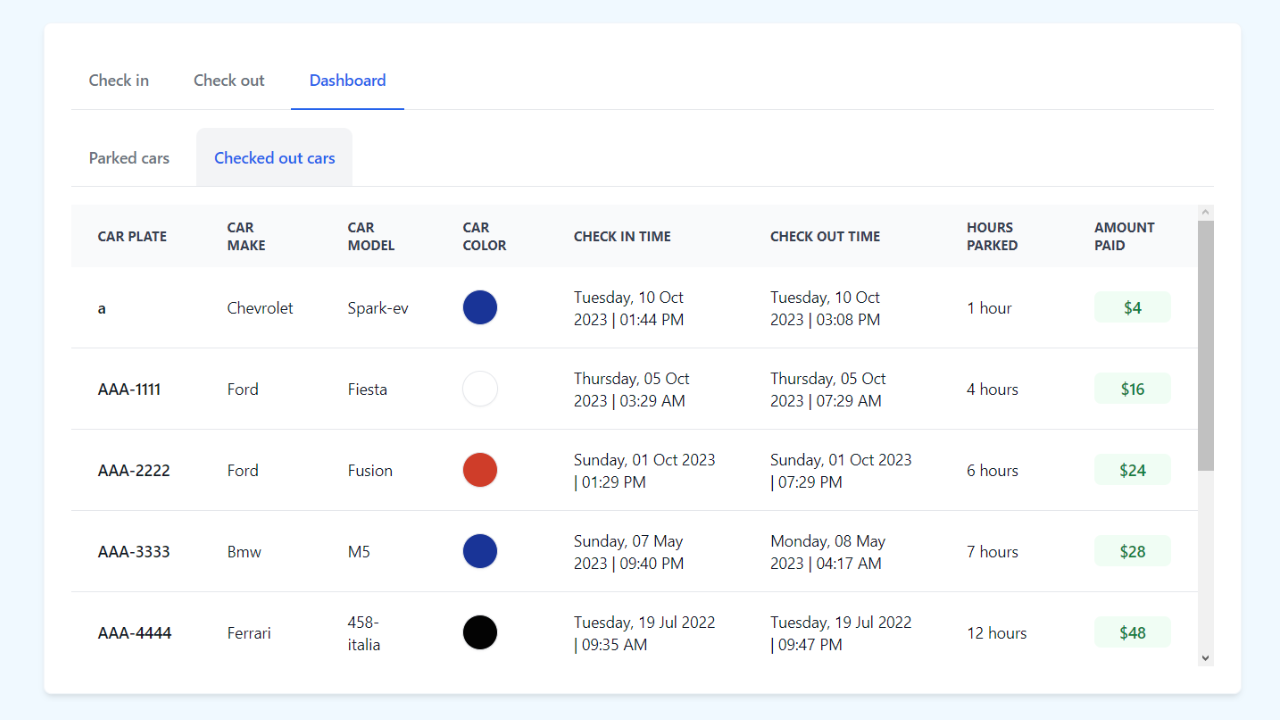 Check in Check out Dashboard
Parked cars Checked out cars
CAR PLATE CAR MAKE CAR MODEL CAR COLOR CHECK IN TIME CHECK OUT TIME HOURS PARKED AMOUNT PAID
a Chevrolet Spark-ev Tuesday, 10 Oct 2023 | 01:44 PM Tuesday, 10 Oct 2023 | 03:08 PM 1 hour $4
AAA-1111 Ford Fiesta Thursday, 05 Oct 2023 | 03:29 AM Thursday, 05 Oct 2023 | 07:29 AM 4 hours $16
AAA-2222 Ford Fusion Sunday, 01 Oct 2023 | 01:29 PM Sunday, 01 Oct 2023 | 07:29 PM 6 hours $24
AAA-3333 Bmw M5 Sunday, 07 May 2023 | 09:40 PM Monday, 08 May 2023 | 04:17 AM 7 hours $28
AAA-4444 Ferrari 458-italia Tuesday, 19 Jul 2022 | 09:35 AM Tuesday, 19 Jul 2022 | 09:47 PM 12 hours $48